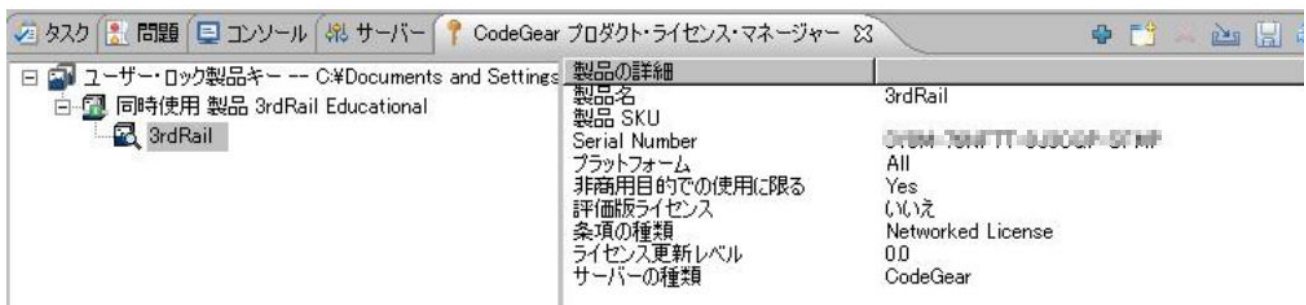 タスク 問題 コンソール サーバー CodeGear プロダクト・ライセンス・マネージャー
ユーザー・ロック製品キー -- C:¥Documents and Settings
同時使用 製品 3rdRail Educational
3rdRail
製品の詳細
製品名 3rdRail
製品 SKU
Serial Number
プラットフォーム All
非商用目的での使用に限る Yes
評価版ライセンス いいえ
条項の種類 Networked License
ライセンス更新レベル 0.0
サーバーの種類 CodeGear